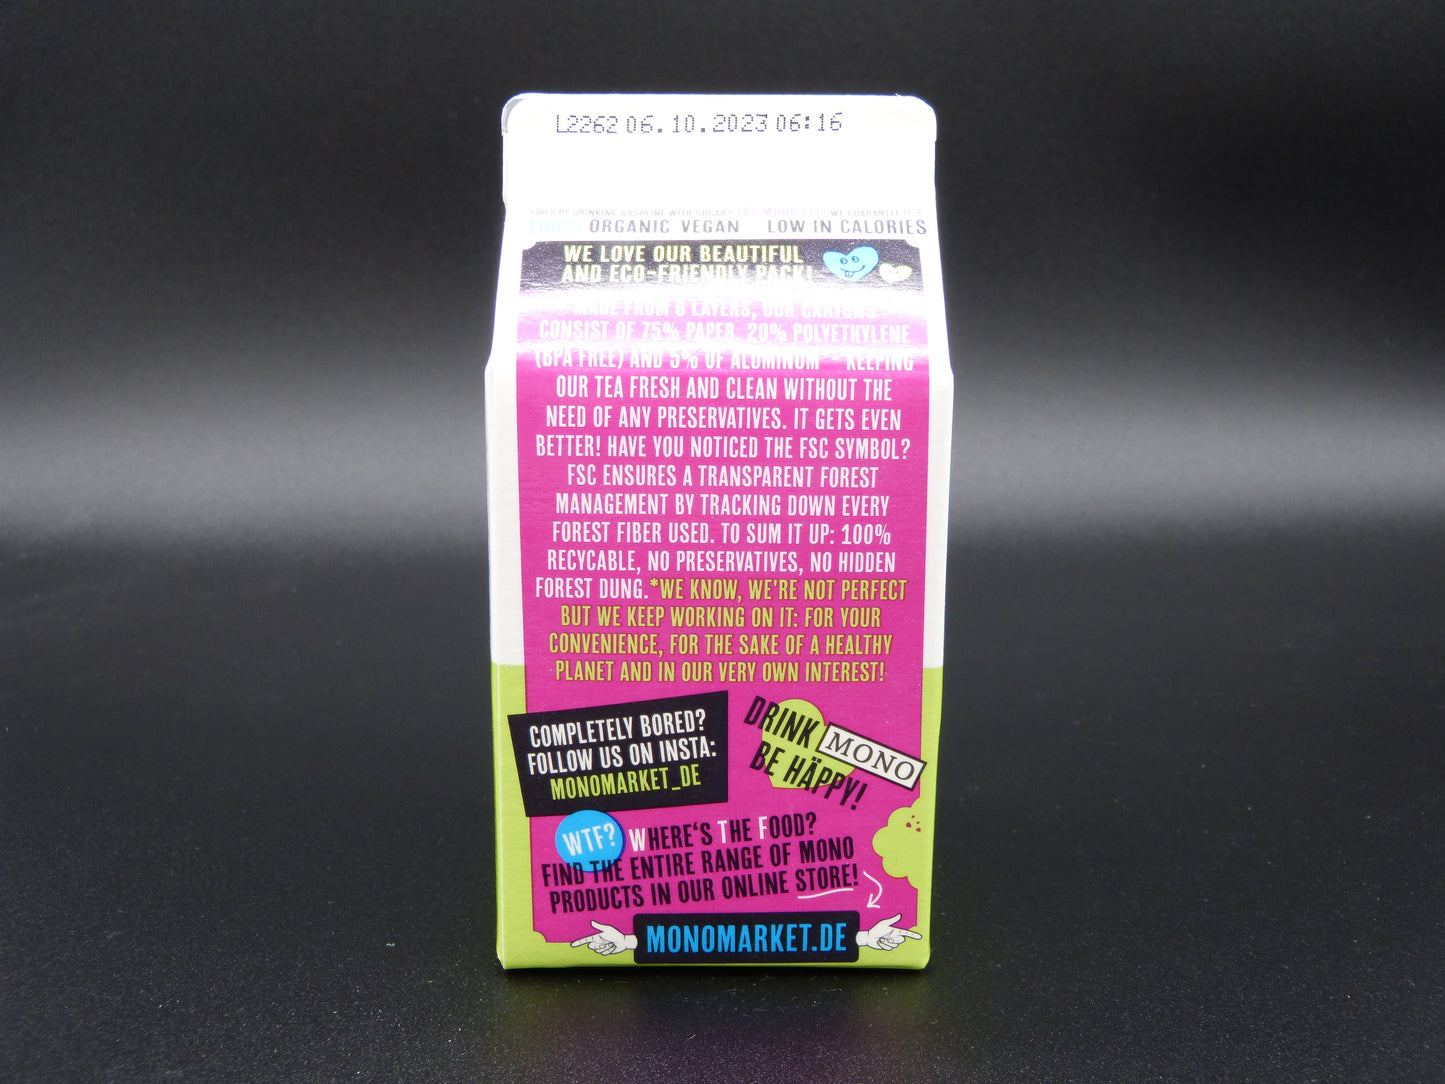 L2262 06.10.2023 06:16
100% ORGANIC VEGAN LOW IN CALORIES
WE LOVE OUR BEAUTIFUL
AND ECO-FRIENDLY PACK!
MADE FROM 6 LAYERS, OUR CARTONS
CONSIST OF 75% PAPER, 20% POLYETHYLENE
(BPA FREE) AND 5% OF ALUMINUM – KEEPING
OUR TEA FRESH AND CLEAN WITHOUT THE
NEED OF ANY PRESERVATIVES. IT GETS EVEN
BETTER! HAVE YOU NOTICED THE FSC SYMBOL?
FSC ENSURES A TRANSPARENT FOREST
MANAGEMENT BY TRACKING DOWN EVERY
FOREST FIBER USED. TO SUM IT UP: 100%
RECYCABLE, NO PRESERVATIVES, NO HIDDEN
FOREST DUNG.*WE KNOW, WE'RE NOT PERFECT
BUT WE KEEP WORKING ON IT: FOR YOUR
CONVENIENCE, FOR THE SAKE OF A HEALTHY
PLANET AND IN OUR VERY OWN INTEREST!
COMPLETELY BORED?
FOLLOW US ON INSTA:
MONOMARKET_DE
DRINK MONO
BE HÄPPY!
WTF? WHERE'S THE FOOD?
FIND THE ENTIRE RANGE OF MONO
PRODUCTS IN OUR ONLINE STORE!
MONOMARKET.DE